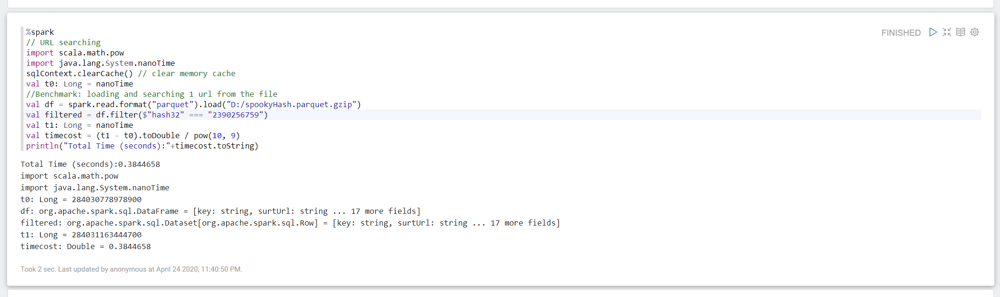 %spark
FINISHED
// URL searching
import scala.math.pow
import java.lang.System.nanoTime
sqlContext.clearCache() // clear memory cache
val t0: Long = nanoTime
//Benchmark: loading and searching 1 url from the file
val df = spark.read.format("parquet").load("D:/spookyHash.parquet.gzip")
val filtered = df.filter($"hash32" === "2390256759")
val t1: Long = nanoTime
val timecost = (t1 - t0).toDouble / pow(10, 9)
println("Total Time (seconds):"+timecost.toString)
Total Time (seconds):0.3844658
import scala.math.pow
import java.lang.System.nanoTime
t0: Long = 284030778978900
df: org.apache.spark.sql.DataFrame = [key: string, surtUrl: string ... 17 more fields]
filtered: org.apache.spark.sql.Dataset[org.apache.spark.sql.Row] = [key: string, surtUrl: string ... 17 more fields]
t1: Long = 284031163444700
timecost: Double = 0.3844658
Took 2 sec. Last updated by anonymous at April 24 2020, 11:40:50 PM.